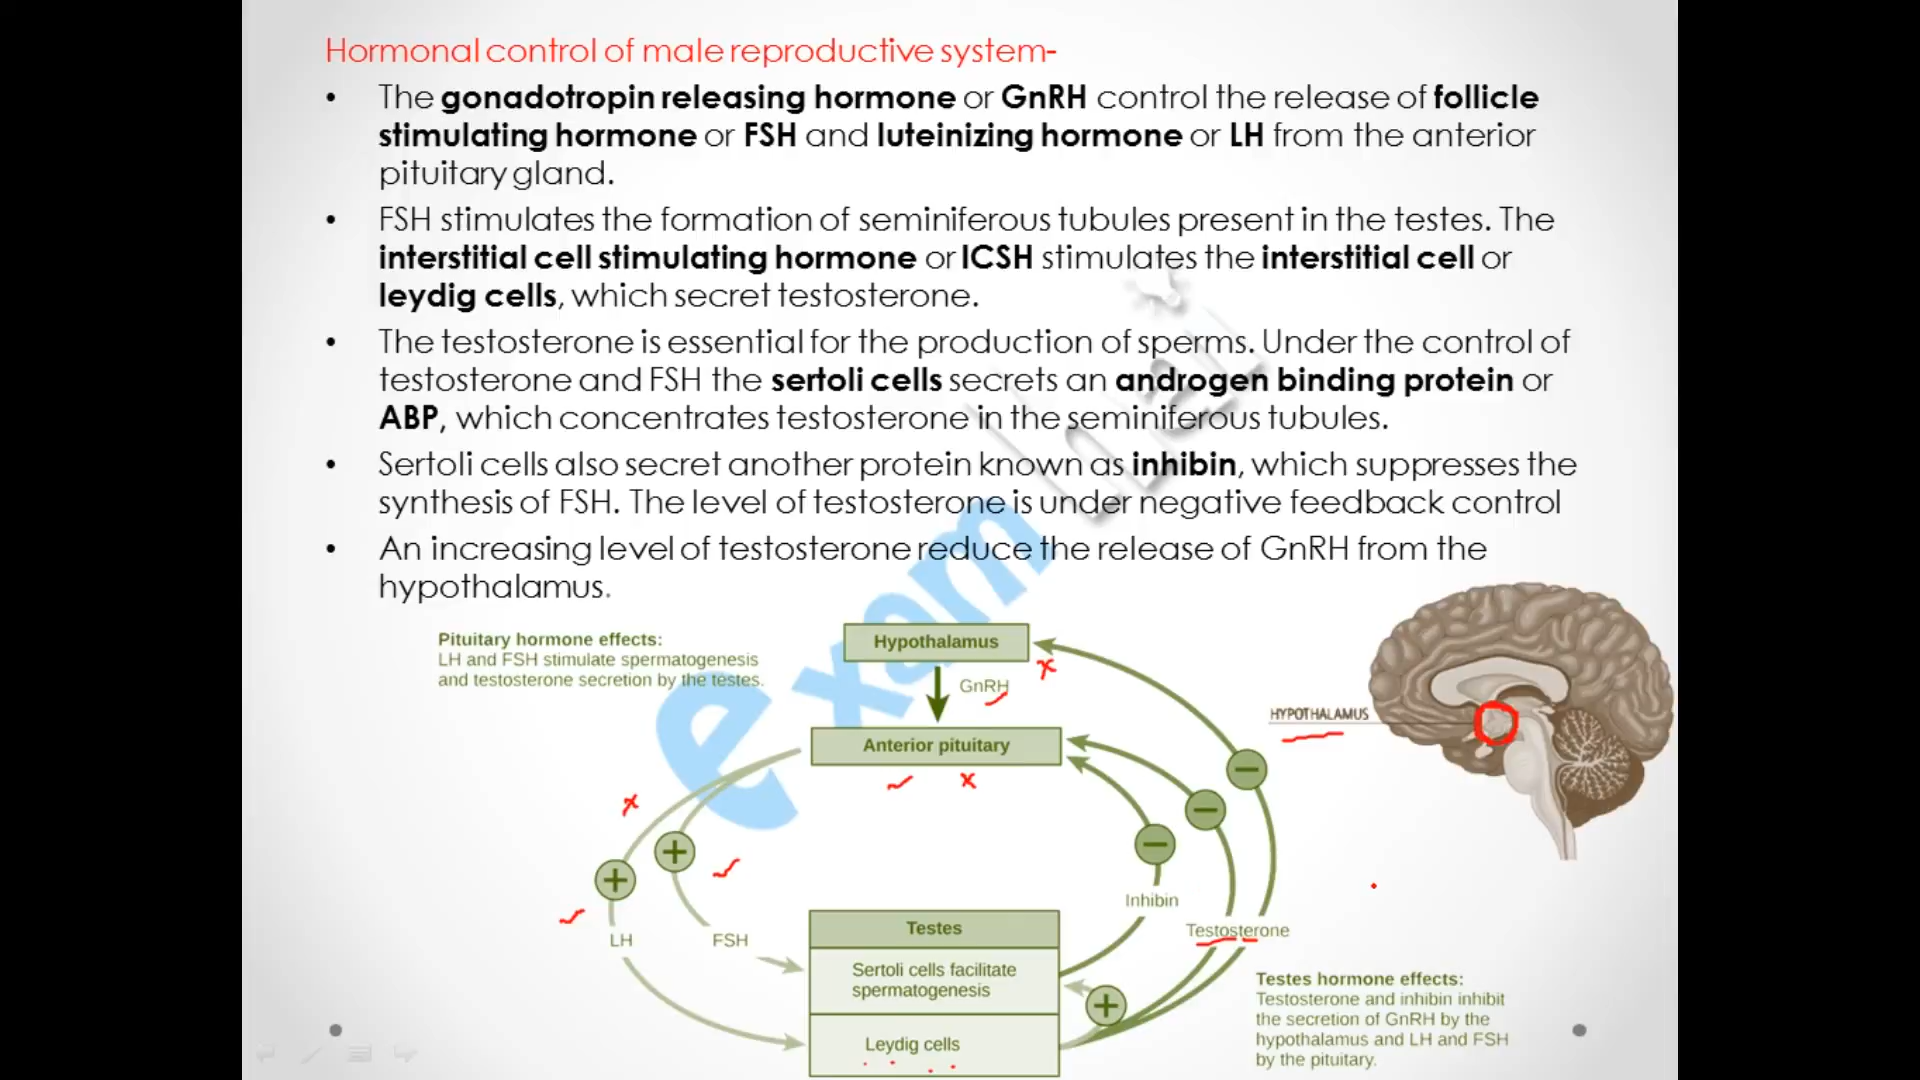 Hormonal control of male reproductive system-
• The gonadotropin releasing hormone or GnRH control the release of follicle
stimulating hormone or FSH and luteinizing hormone or LH from the anterior
pituitary gland.
• FSH stimulates the formation of seminiferous tubules present in the testes. The
interstitial cell stimulating hormone or ICSH stimulates the interstitial cell or
leydig cells, which secret testosterone.
• The testosterone is essential for the production of sperms. Under the control of
testosterone and FSH the sertoli cells secrets an androgen binding protein or
ABP, which concentrates testosterone in the seminiferous tubules.
• Sertoli cells also secret another protein known as inhibin, which suppresses the
synthesis of FSH. The level of testosterone is under negative feedback control
• An increasing level of testosterone reduce the release of GnRH from the
hypothalamus.
Pituitary hormone effects:
LH and FSH stimulate spermatogenesis
and testosterone secretion by the testes.
Hypothalamus
GnRH
HYPOTHALAMUS
Anterior pituitary
Inhibin
LH
FSH
Testosterone
Testes
Sertoli cells facilitate
spermatogenesis
Leydig cells
Testes hormone effects:
Testosterone and inhibin inhibit
the secretion of GnRH by the
hypothalamus and LH and FSH
by the pituitary.
exam